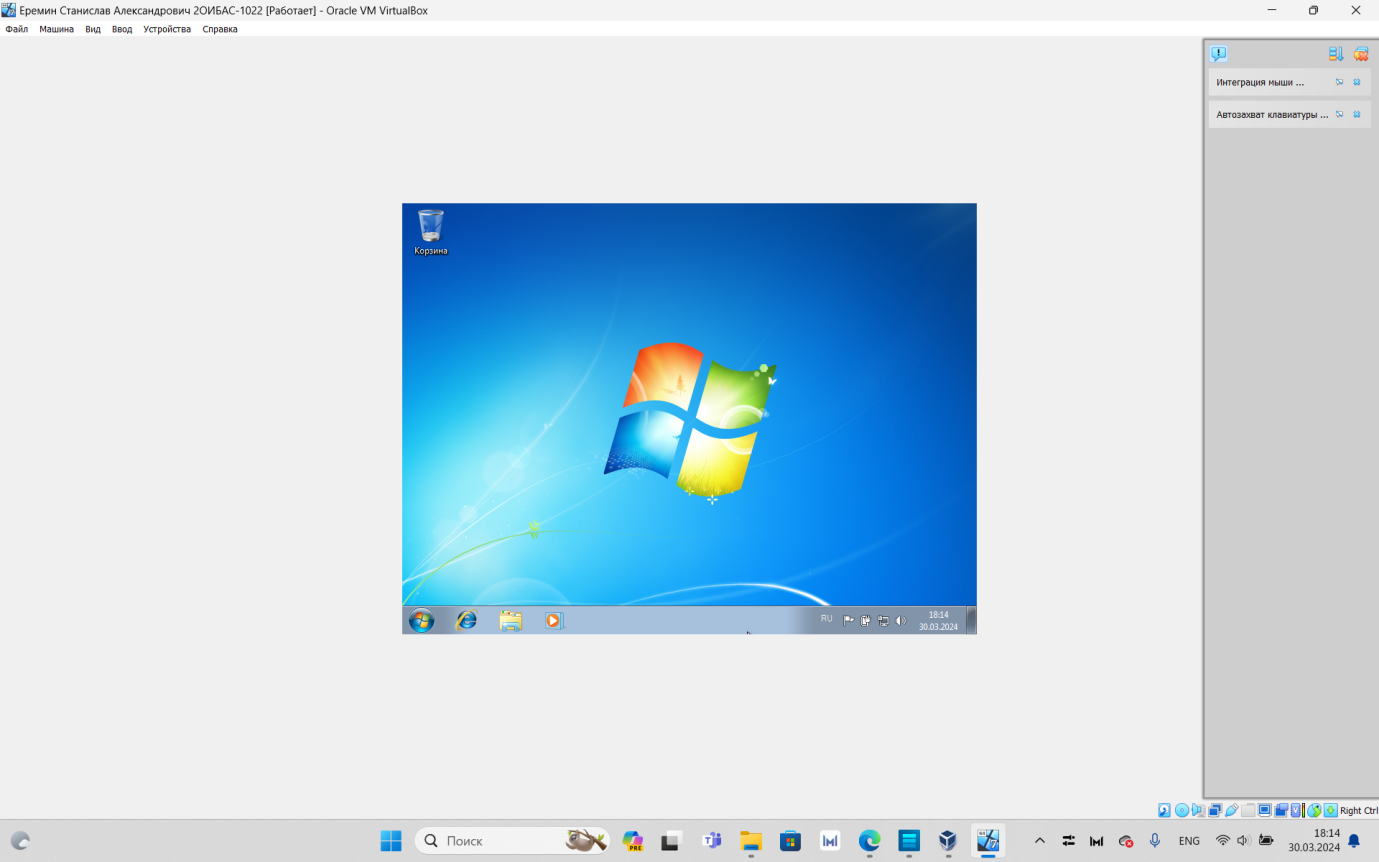 Еремин Станислав Александрович 2ОИБАС-1022 [Работает] - Oracle VM VirtualBox
Файл Машина Вид Ввод Устройства Справка
Интеграция мыши ...
Автозахват клавиатуры ...
Корзина
RU
18:14
30.03.2024
Right Ctrl
Поиск
PRE
ENG
18:14
30.03.2024